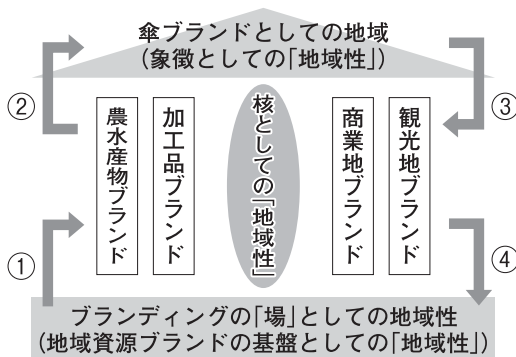 傘ブランドとしての地域
(象徴としての「地域性」)
②
③
農水産物ブランド
加工品ブランド
核としての「地域性」
商業地ブランド
観光地ブランド
①
④
ブランディングの「場」としての地域性
(地域資源ブランドの基盤としての「地域性」)